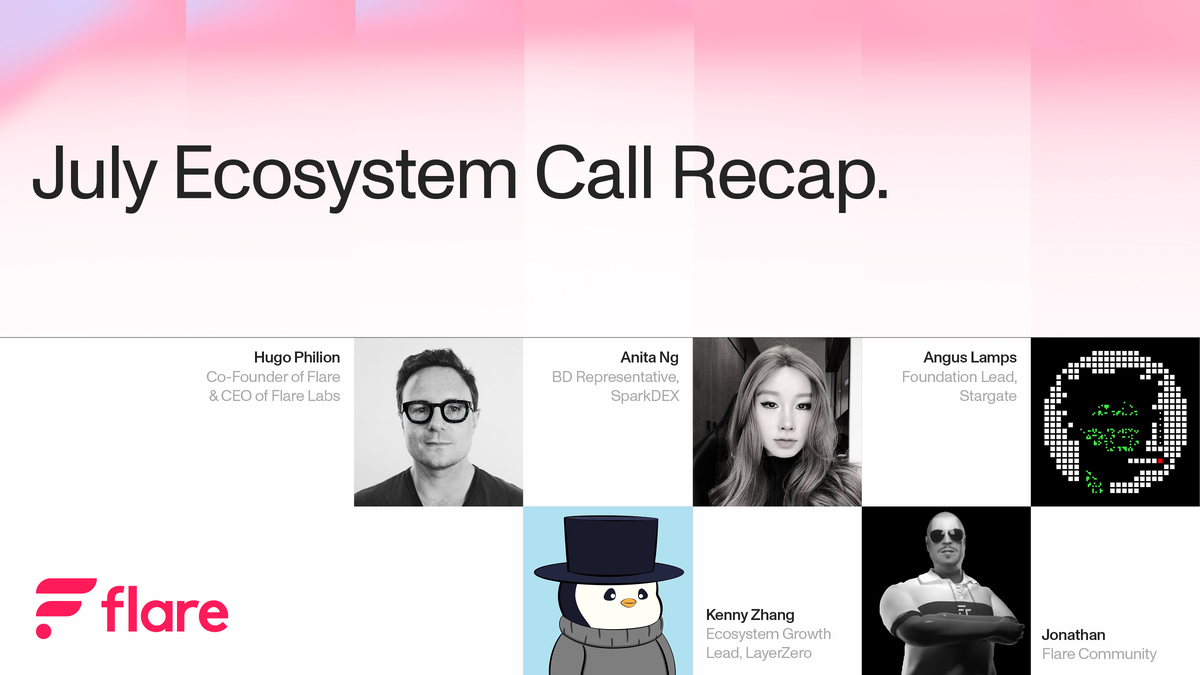 July Ecosystem Call Recap.
Hugo Philion
Co-Founder of Flare
& CEO of Flare Labs
Anita Ng
BD Representative,
SparkDEX
Angus Lamps
Foundation Lead,
Stargate
flare
Kenny Zhang
Ecosystem Growth
Lead, LayerZero
Jonathan
Flare Community